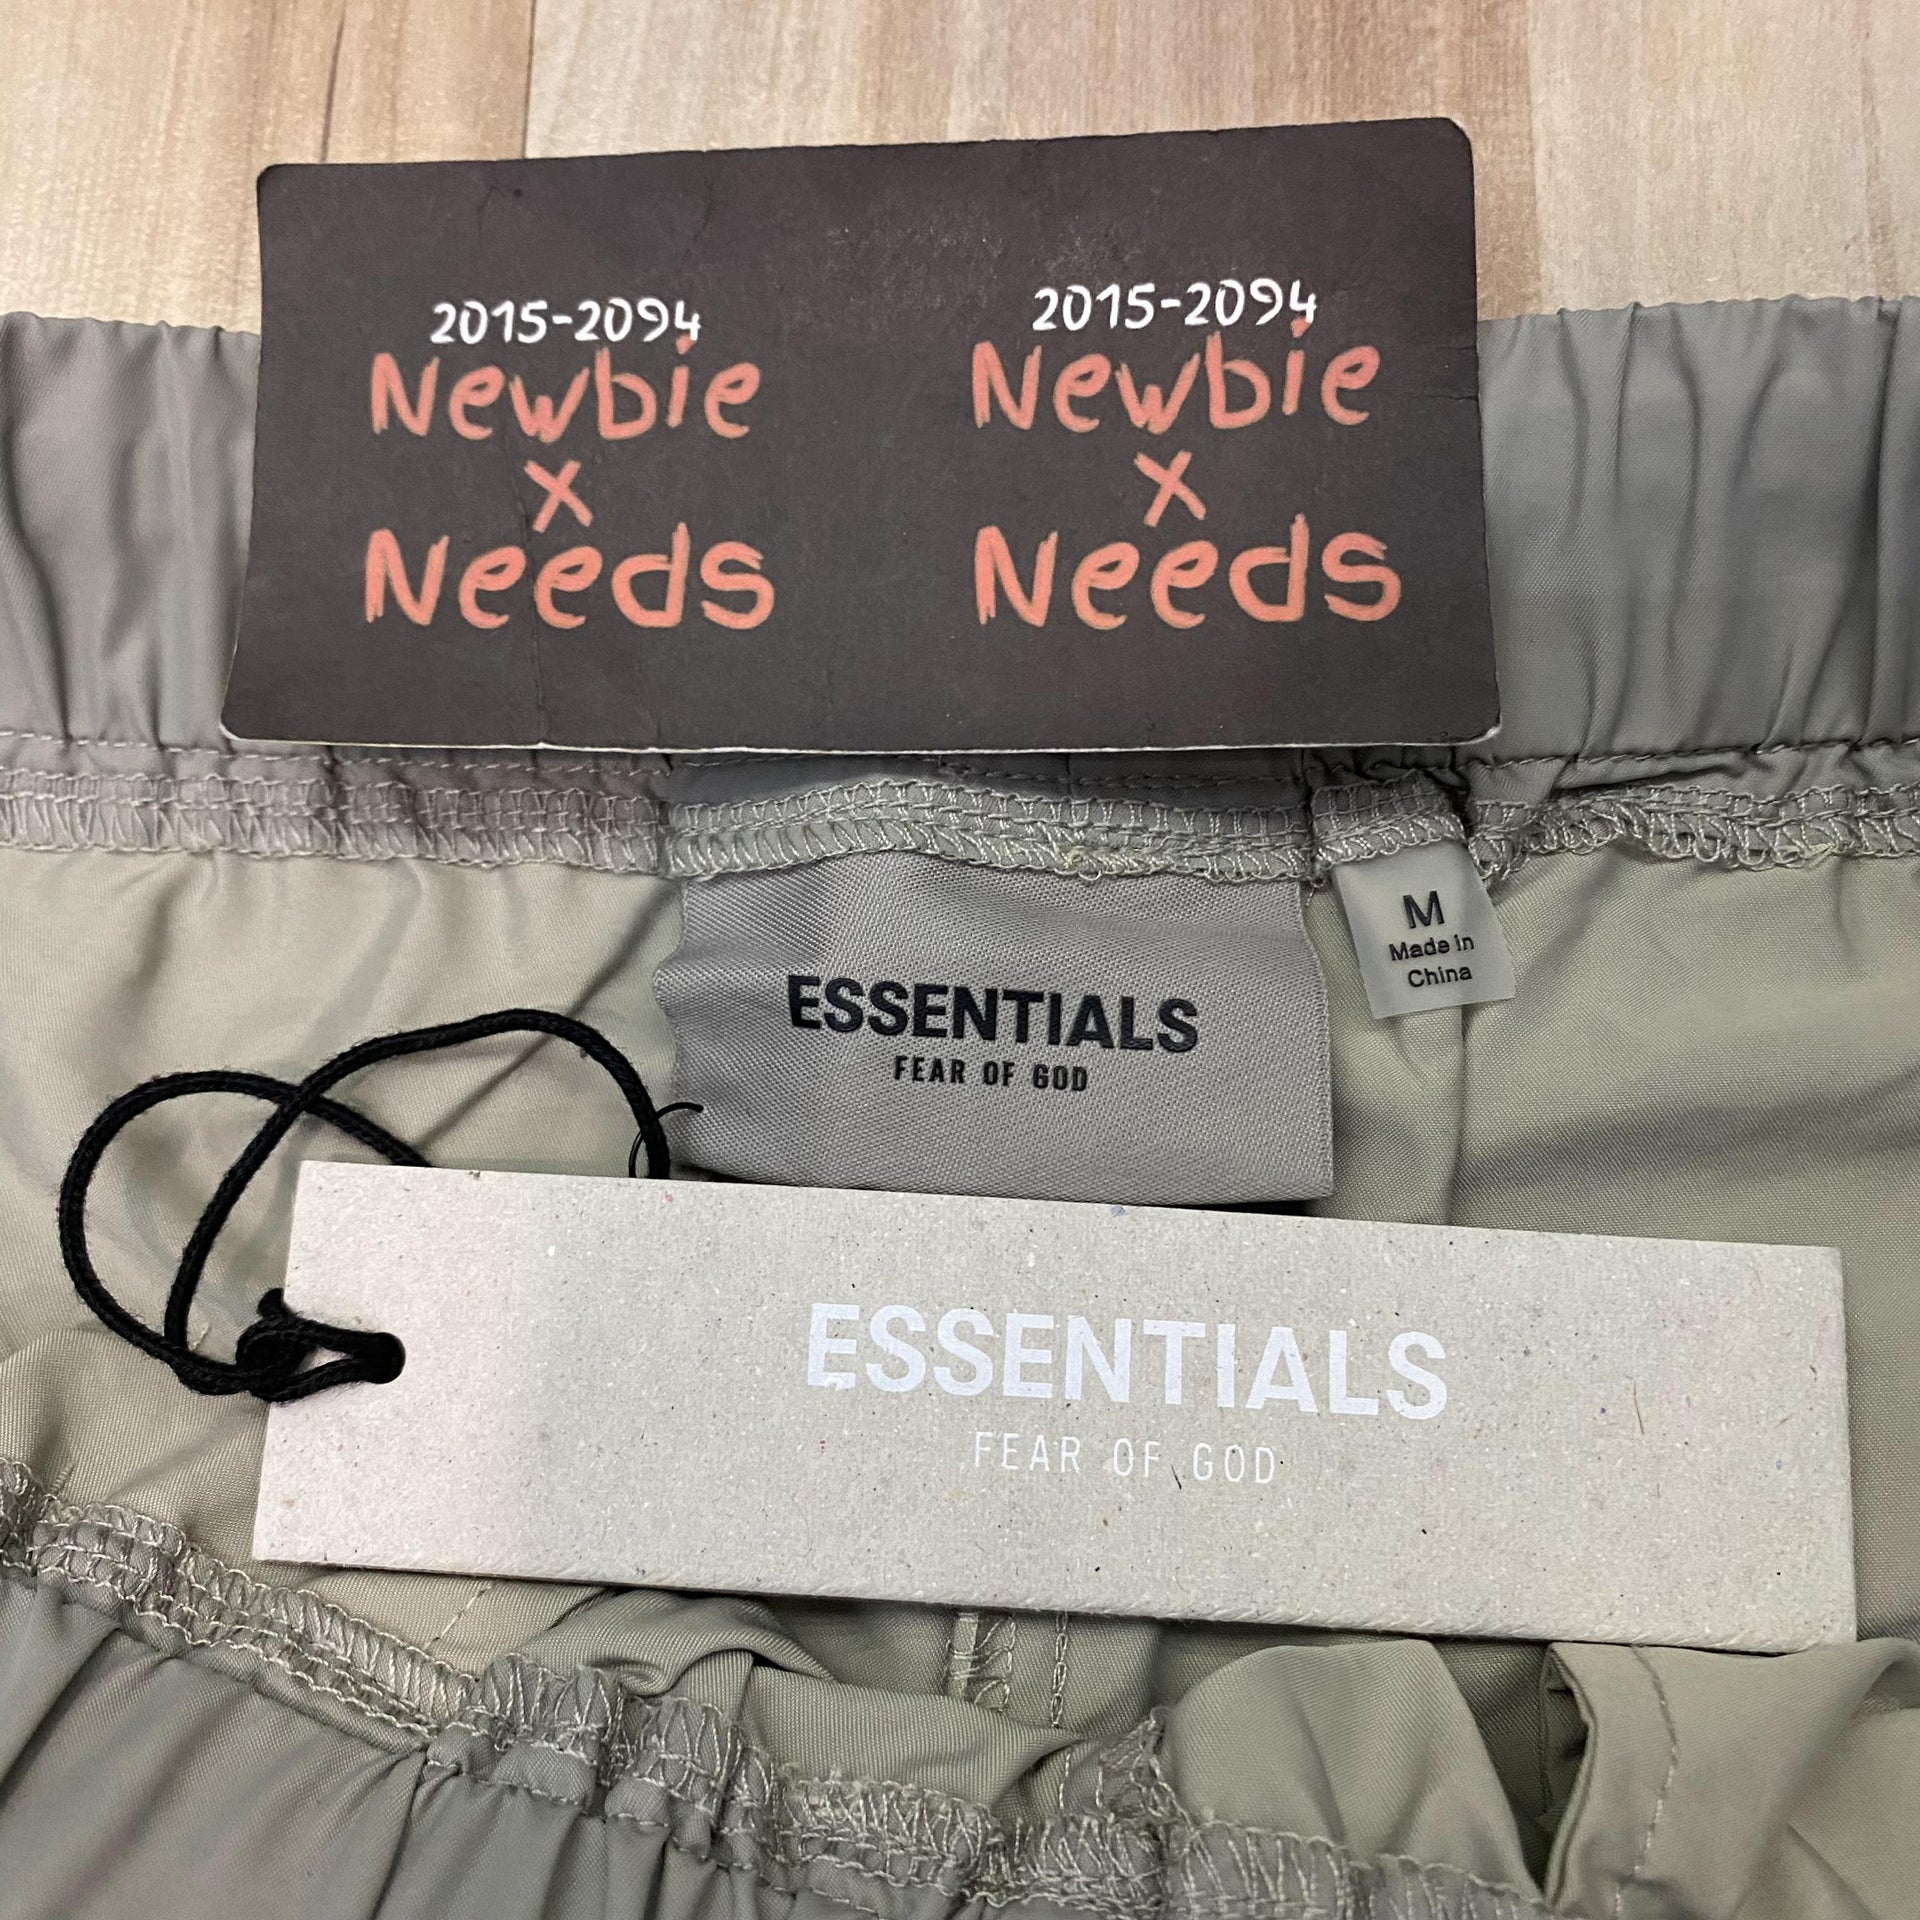 2015-2094
Newbie
x
Needs
2015-2094
Newbie
x
Needs
M
Made in
China
ESSENTIALS
FEAR OF GOD
ESSENTIALS
FEAR OF GOD